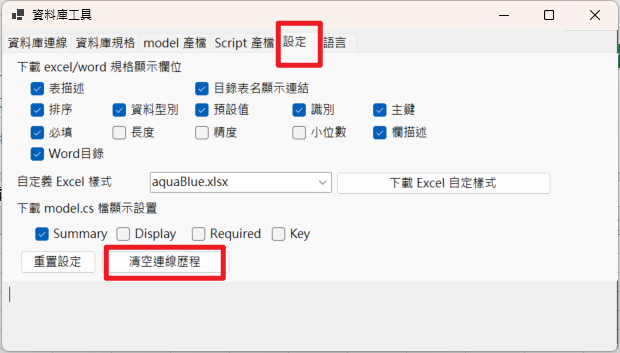 資料庫工具
資料庫連線 資料庫規格 model 產檔 Script 產檔 設定 語言
下載 excel/word 規格顯示欄位
表描述 目錄表名顯示連結
排序 資料型別 預設值 識別 主鍵
必填 長度 精度 小位數 欄描述
Word目錄
自定義 Excel 樣式 aquaBlue.xlsx 下載 Excel 自定樣式
下載 model.cs 檔顯示設置
Summary Display Required Key
重置設定 清空連線歷程